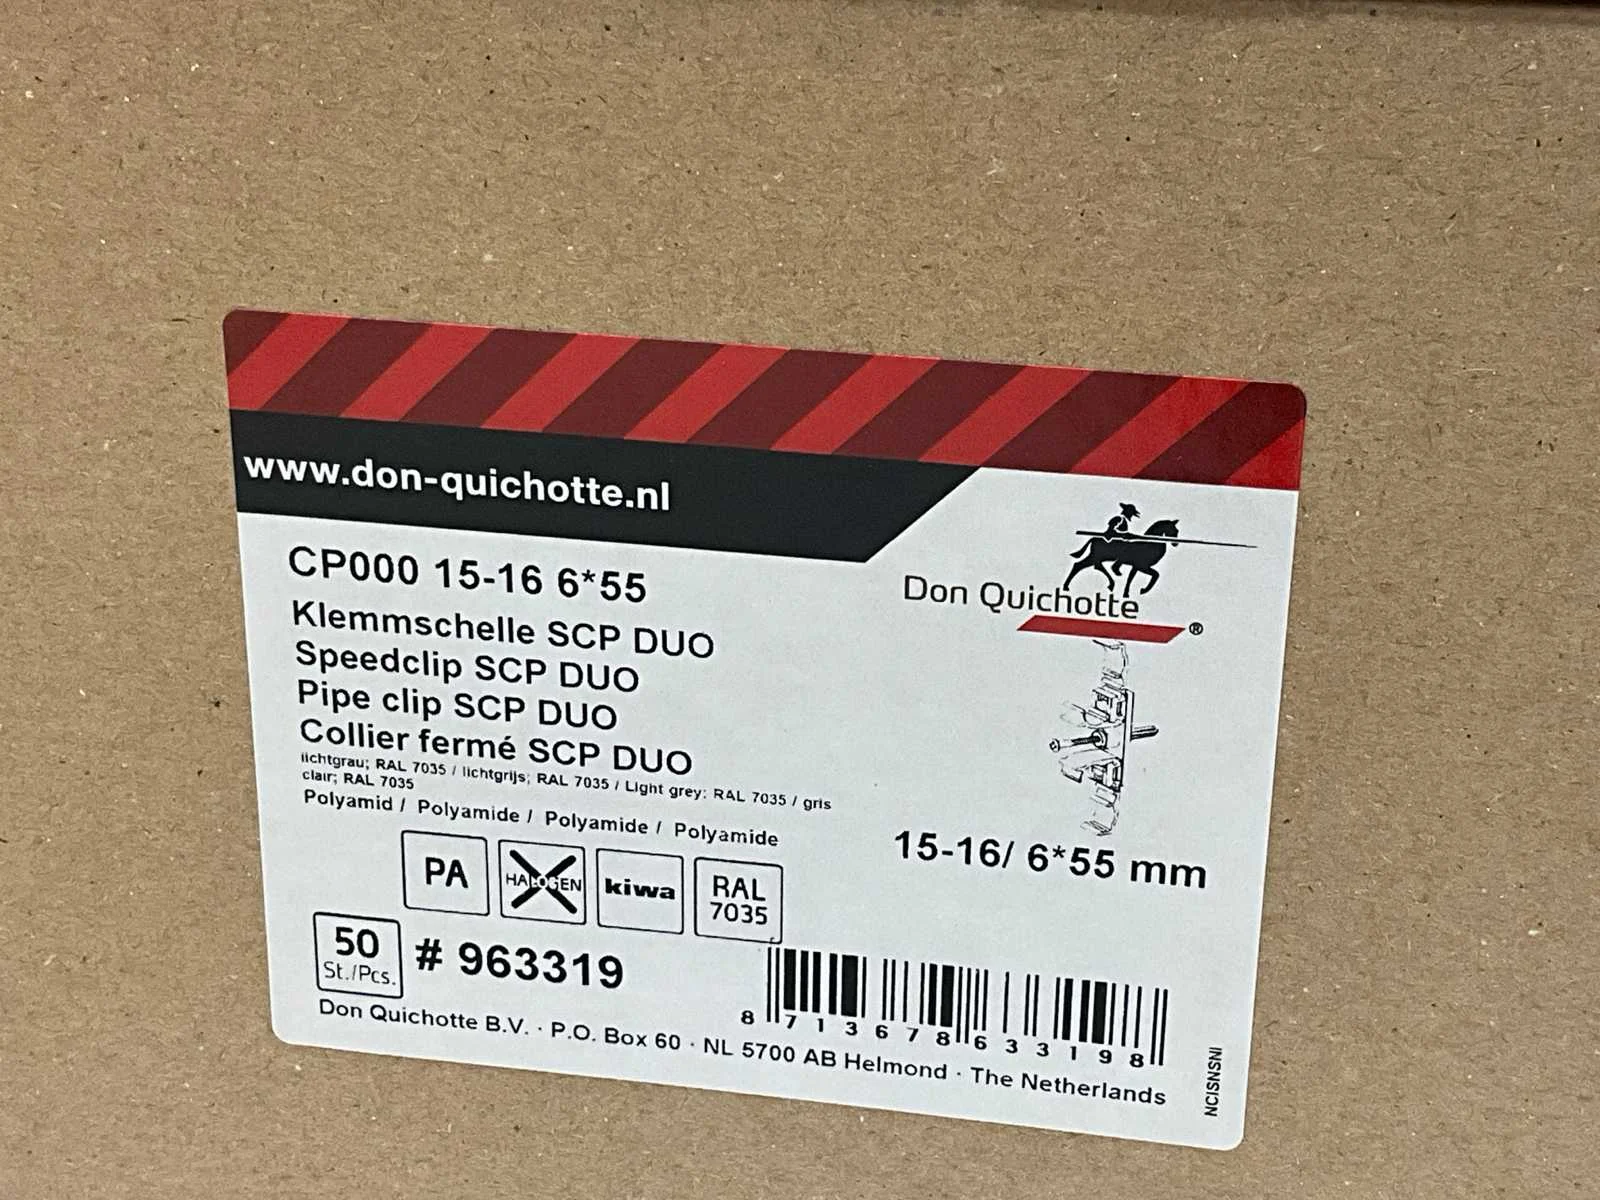 www.don-quichotte.nl
Don Quichotte ®
CP000 15-16 6*55
Klemmschelle SCP DUO
Speedclip SCP DUO
Pipe clip SCP DUO
Collier fermé SCP DUO
lichtgrau; RAL 7035 / lichtgrijs; RAL 7035 / Light grey: RAL 7035 / gris
clair; RAL 7035
Polyamid / Polyamide / Polyamide / Polyamide
15-16/ 6*55 mm
PA
HALOGEN
kiwa
RAL
7035
50
St./Pcs.
# 963319
8 713678 633198
Don Quichotte B.V. · P.O. Box 60 · NL 5700 AB Helmond · The Netherlands
NCISNSNI